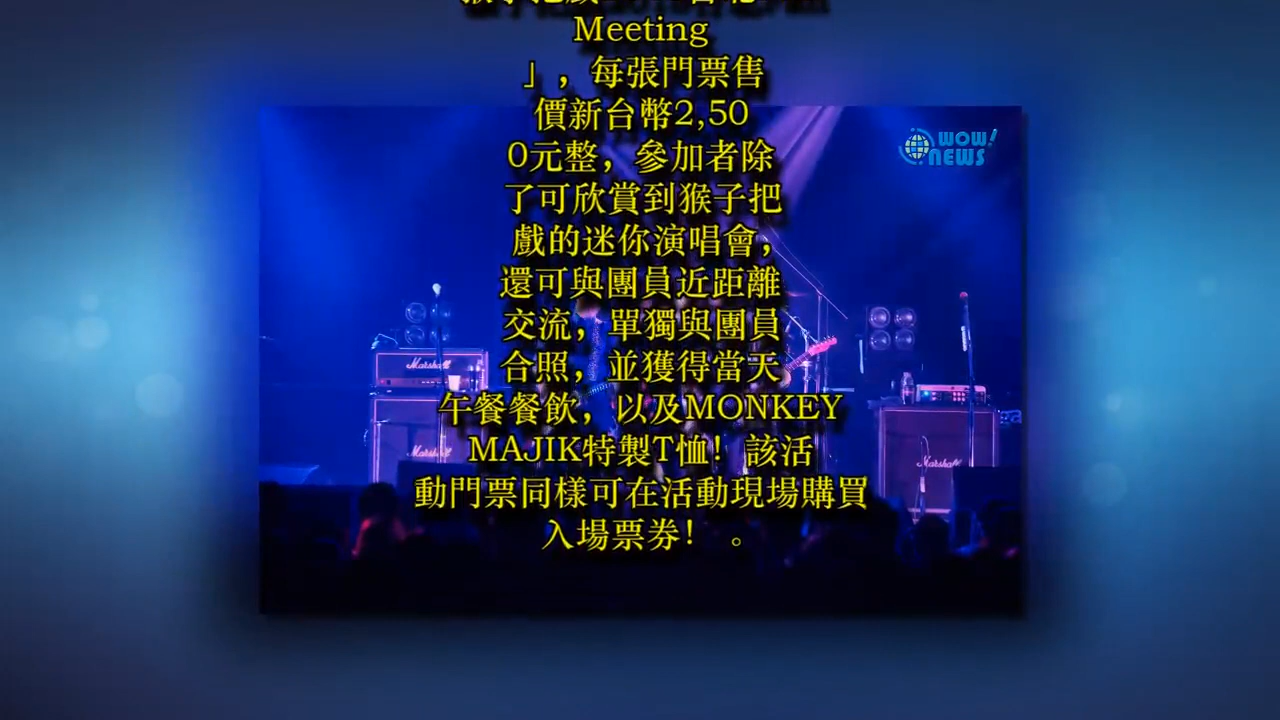 Meeting
」，每張門票售
價新台幣2,50
0元整，參加者除
了可欣賞到猴子把
戲的迷你演唱會，
還可與團員近距離
交流，單獨與團員
合照，並獲得當天
午餐餐飲，以及MONKEY
MAJIK特製T恤！該活
動門票同樣可在活動現場購買
入場票券！ 。
WOW!
NEWS
Marshall
Marshall
Marshall